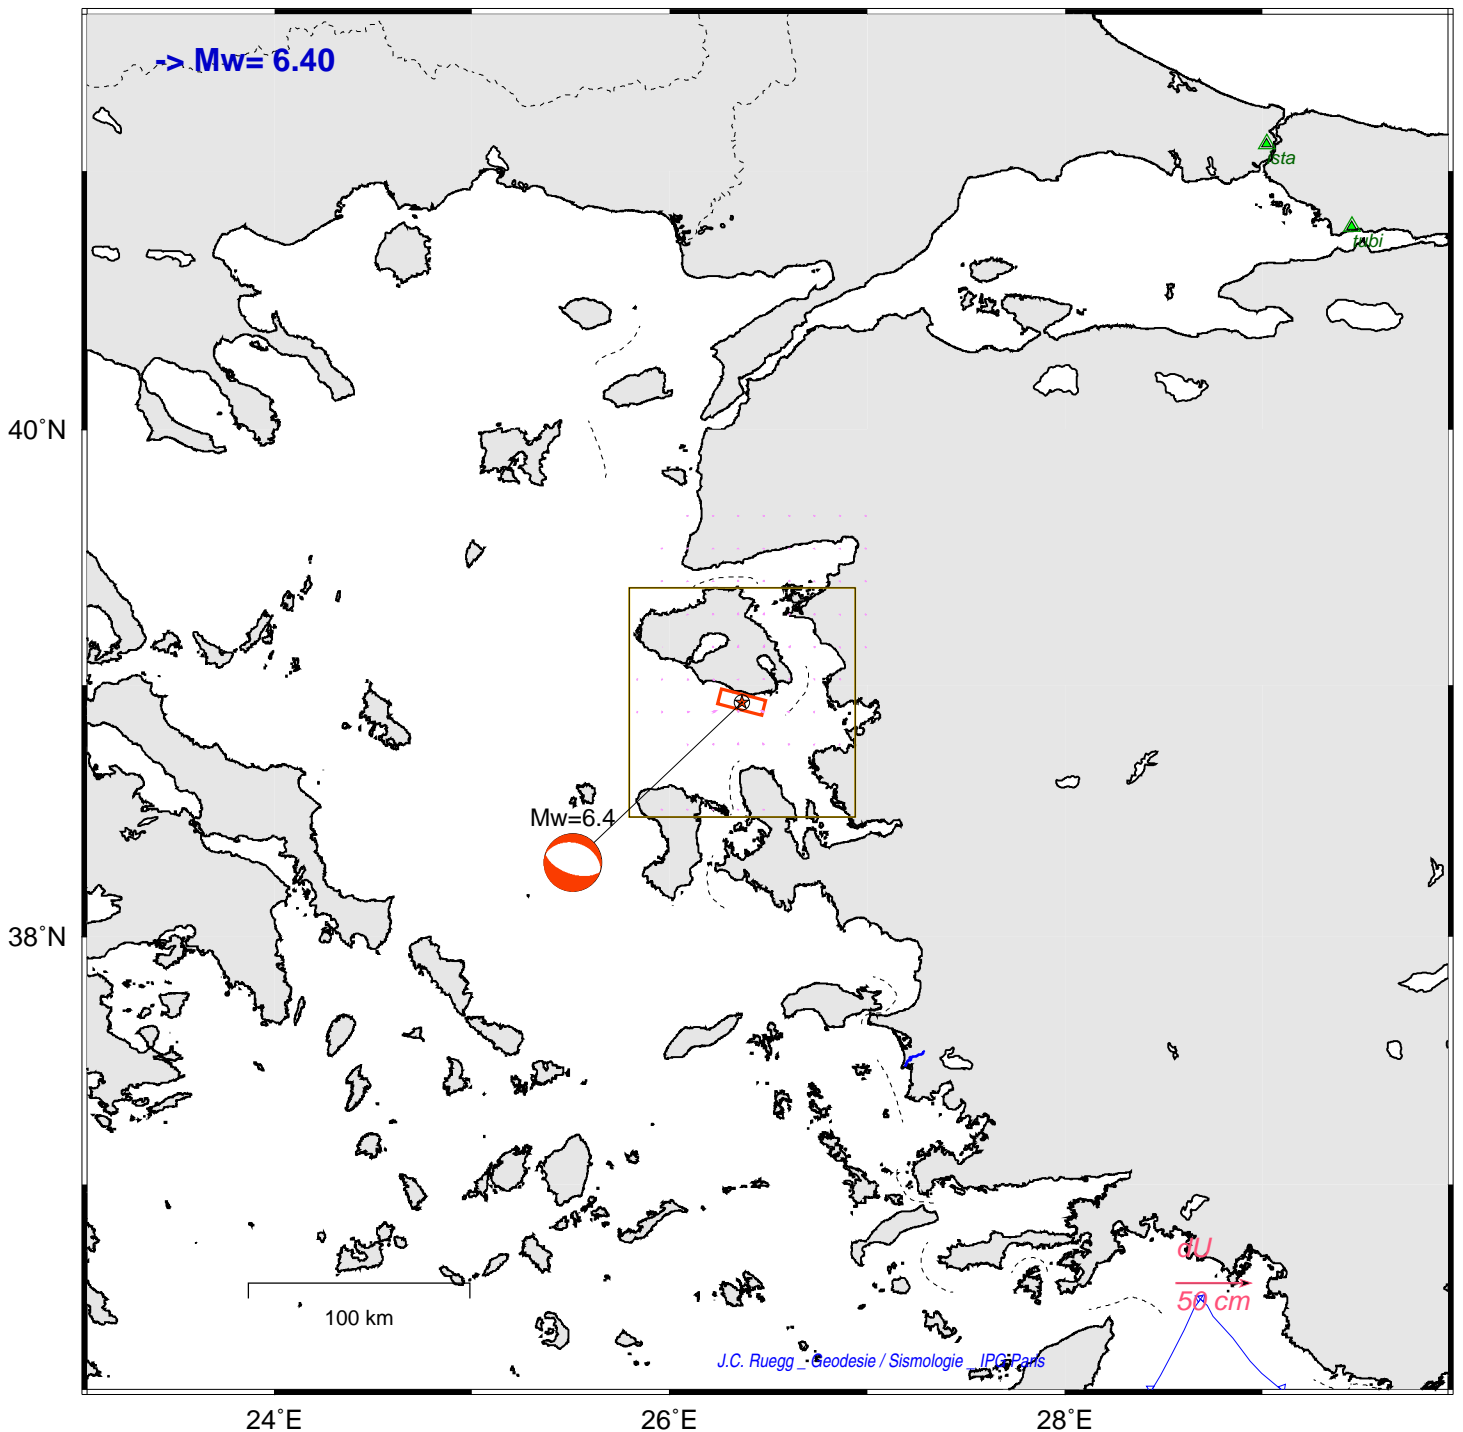 -> Mw= 6.40
ista
tubi
40°N
Mw=6.4
38°N
dU
50 cm
100 km
J.C. Ruegg _ Geodesie / Sismologie _ IPG Paris
24°E
26°E
28°E